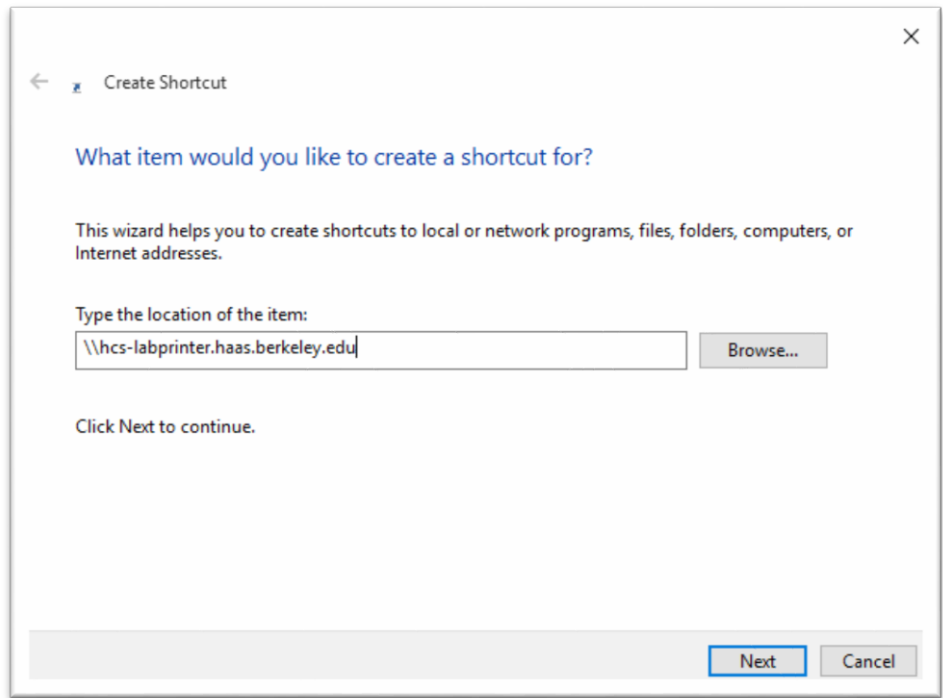 Create Shortcut
What item would you like to create a shortcut for?
This wizard helps you to create shortcuts to local or network programs, files, folders, computers, or
Internet addresses.
Type the location of the item:
\\hcs-labprinter.haas.berkeley.edu
Browse...
Click Next to continue.
Next
Cancel